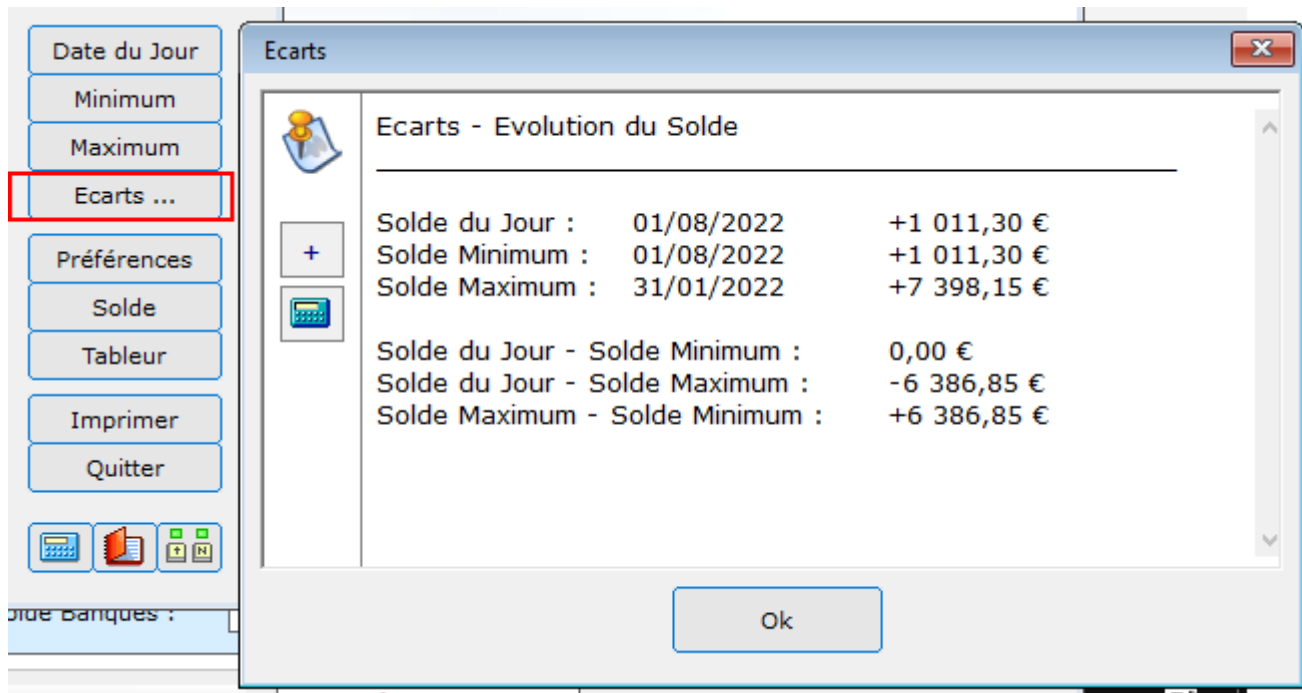 Date du Jour
Minimum
Maximum
Ecarts ...
Préférences
Solde
Tableur
Imprimer
Quitter
Ecarts
Ecarts - Evolution du Solde
+
Solde du Jour : 01/08/2022 +1 011,30 €
Solde Minimum : 01/08/2022 +1 011,30 €
Solde Maximum : 31/01/2022 +7 398,15 €
Solde du Jour - Solde Minimum : 0,00 €
Solde du Jour - Solde Maximum : -6 386,85 €
Solde Maximum - Solde Minimum : +6 386,85 €
Ok
Banques :